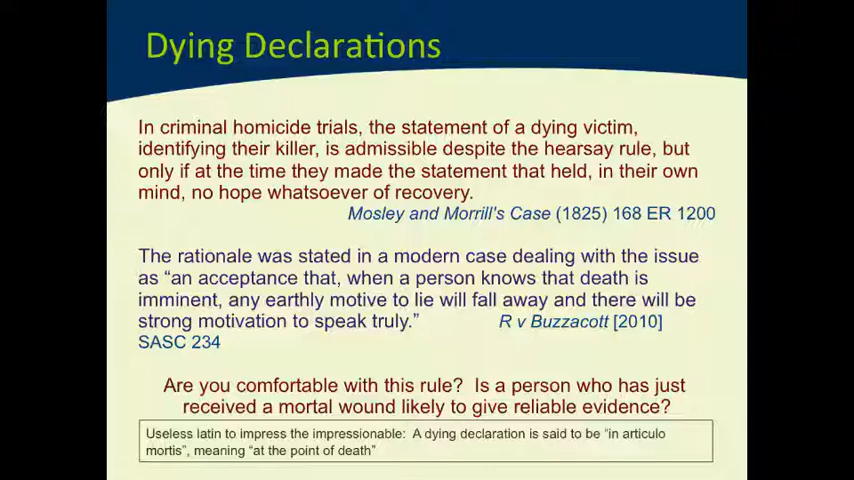 Dying Declarations
In criminal homicide trials, the statement of a dying victim,
identifying their killer, is admissible despite the hearsay rule, but
only if at the time they made the statement that held, in their own
mind, no hope whatsoever of recovery.
Mosley and Morrill's Case (1825) 168 ER 1200
The rationale was stated in a modern case dealing with the issue
as “an acceptance that, when a person knows that death is
imminent, any earthly motive to lie will fall away and there will be
strong motivation to speak truly.” R v Buzzacott [2010]
SASC 234
Are you comfortable with this rule? Is a person who has just
received a mortal wound likely to give reliable evidence?
Useless latin to impress the impressionable: A dying declaration is said to be “in articulo
mortis”, meaning “at the point of death”